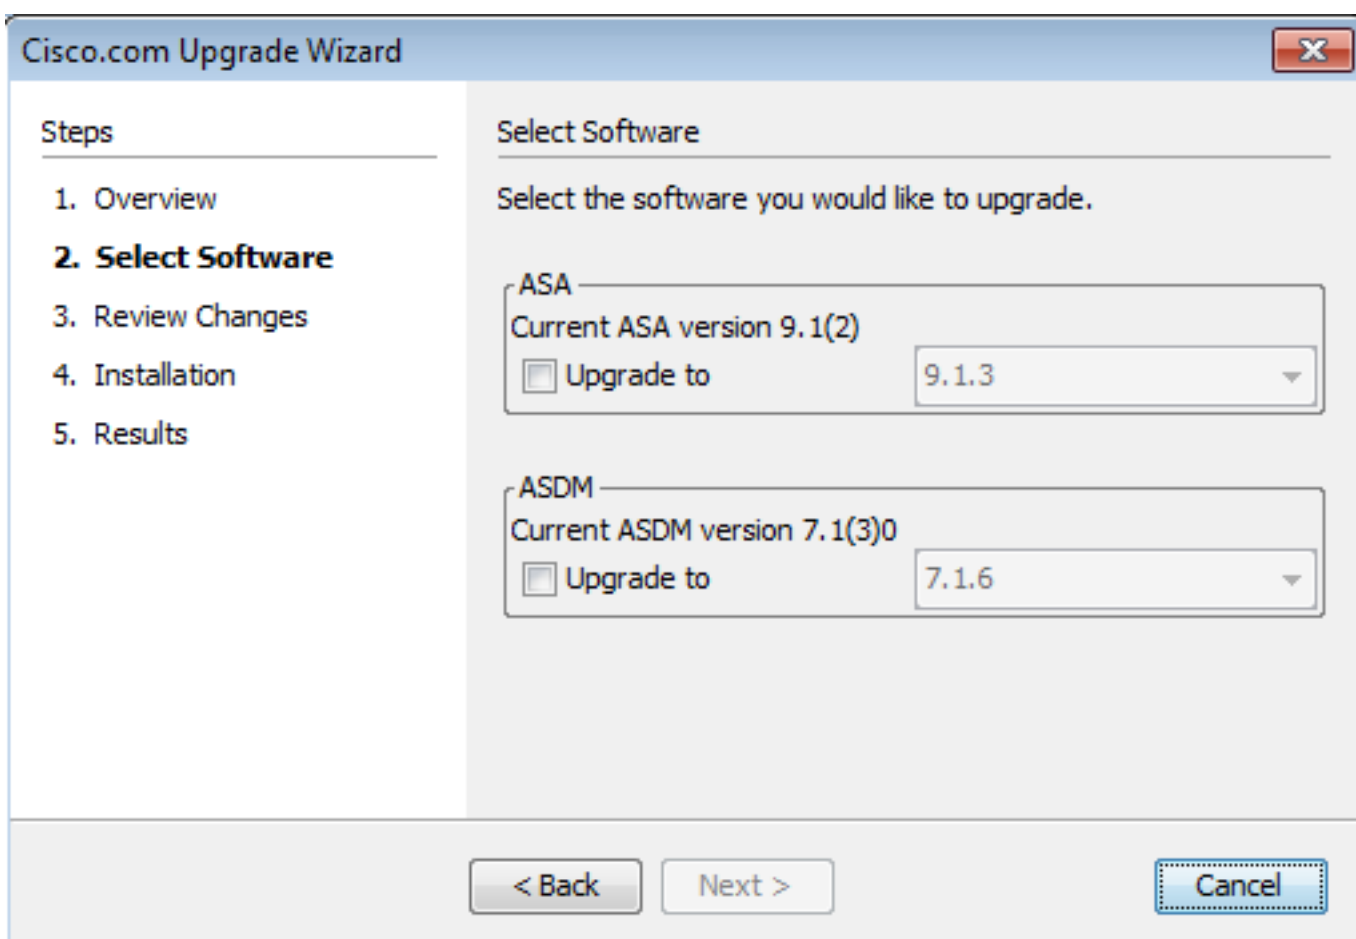 Cisco.com Upgrade Wizard
Steps
1. Overview
2. Select Software
3. Review Changes
4. Installation
5. Results
Select Software
Select the software you would like to upgrade.
ASA
Current ASA version 9.1(2)
Upgrade to 9.1.3
ASDM
Current ASDM version 7.1(3)0
Upgrade to 7.1.6
< Back Next > Cancel